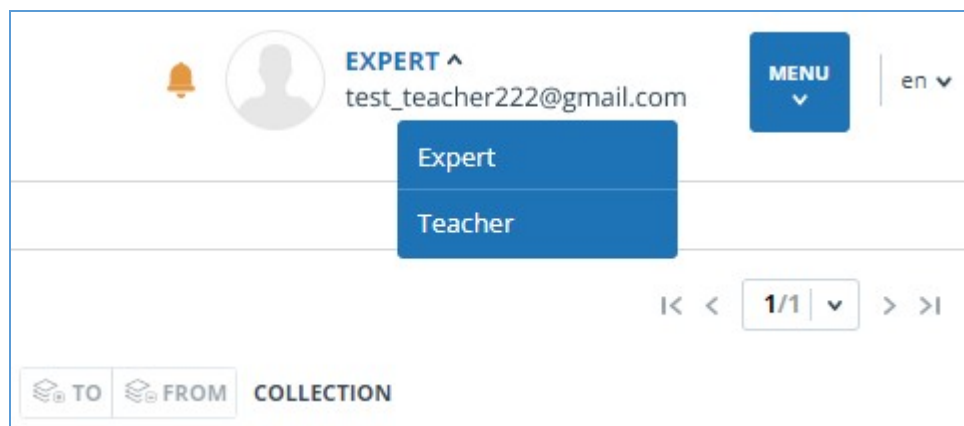 EXPERT
test_teacher222@gmail.com
MENU
en
Expert
Teacher
1/1
TO FROM COLLECTION